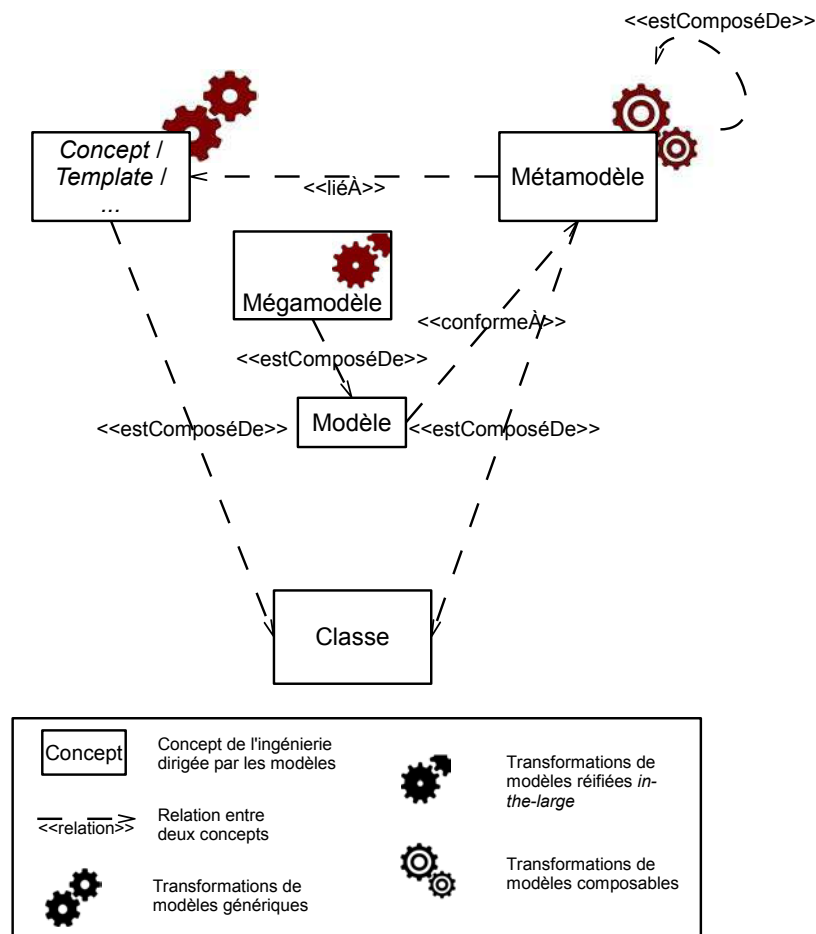 <<estComposéDe>>
Concept /
Template /
...
<<liéÀ>>
Métamodèle
Mégamodèle
<<conformeÀ>>
<<estComposéDe>>
Modèle
<<estComposéDe>>
<<estComposéDe>>
Classe
Concept
Concept de l'ingénierie
dirigée par les modèles
<<relation>>
Relation entre
deux concepts
Transformations de
modèles génériques
Transformations de
modèles réifiées in-
the-large
Transformations de
modèles composables